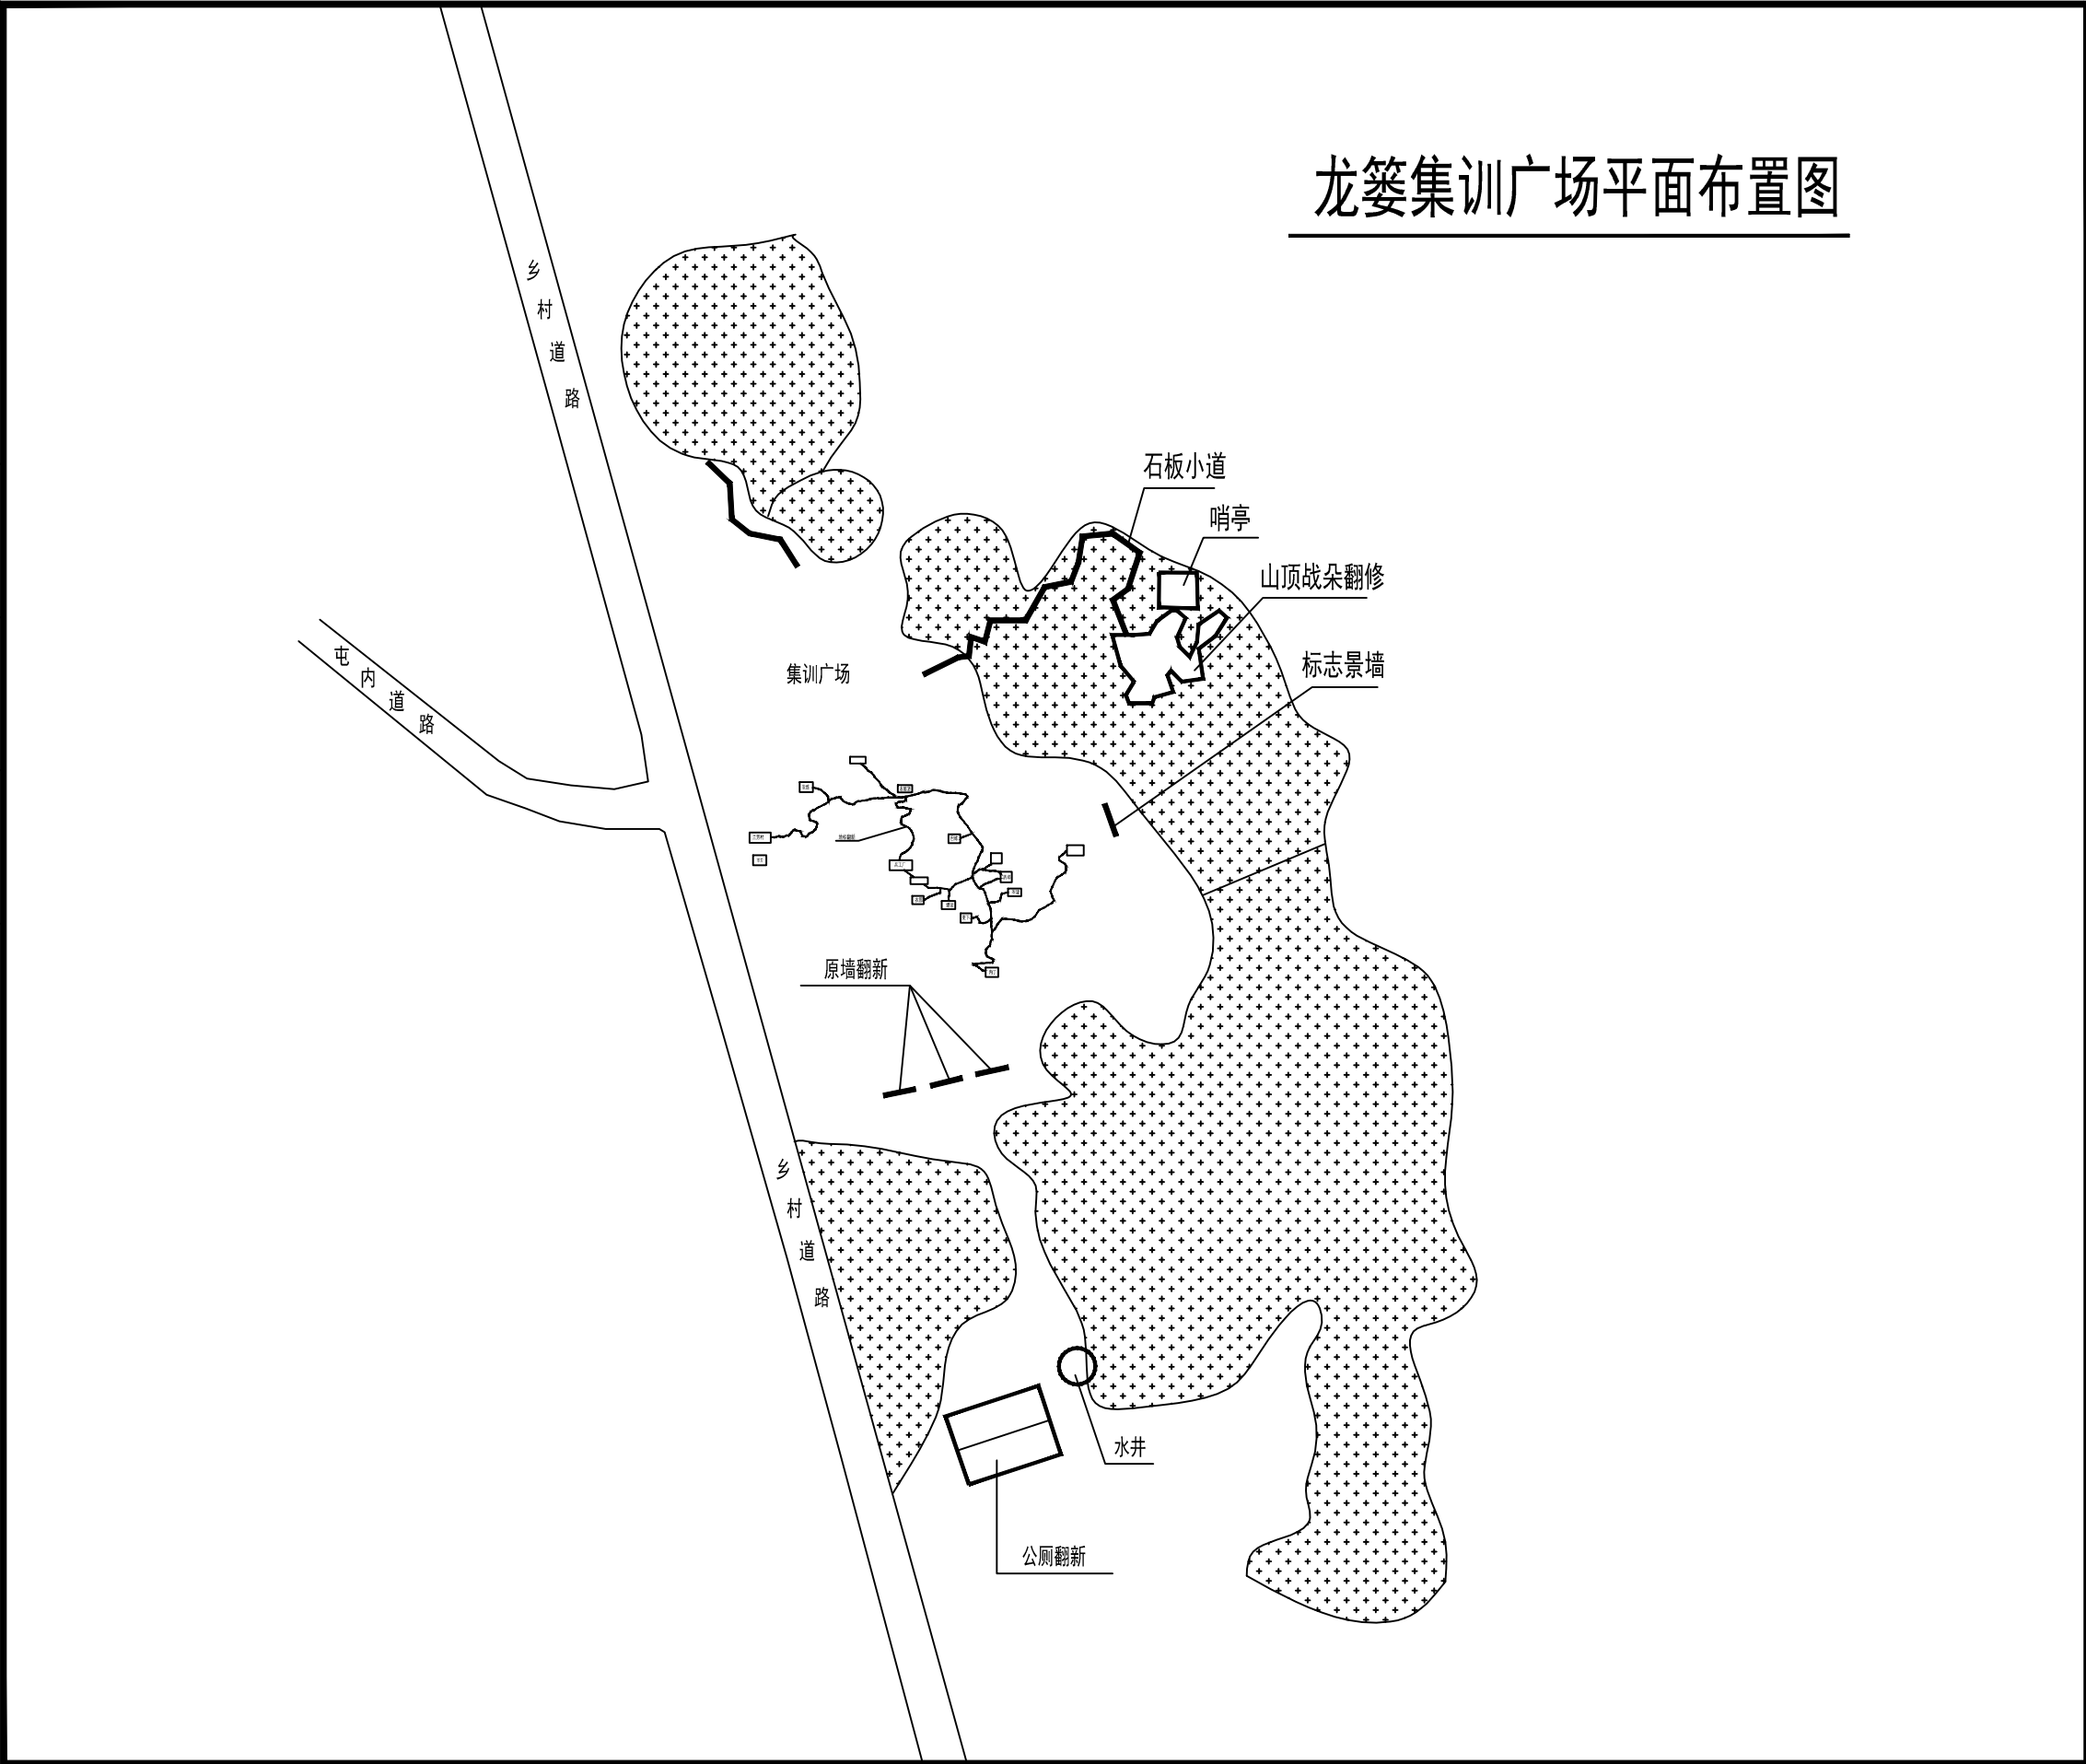 龙篓集训广场平面布置图
乡村道路
石板小道
哨亭
山顶战朵翻修
标志景墙
屯内道路
集训广场
原墙翻新
乡村道路
水井
公厕翻新